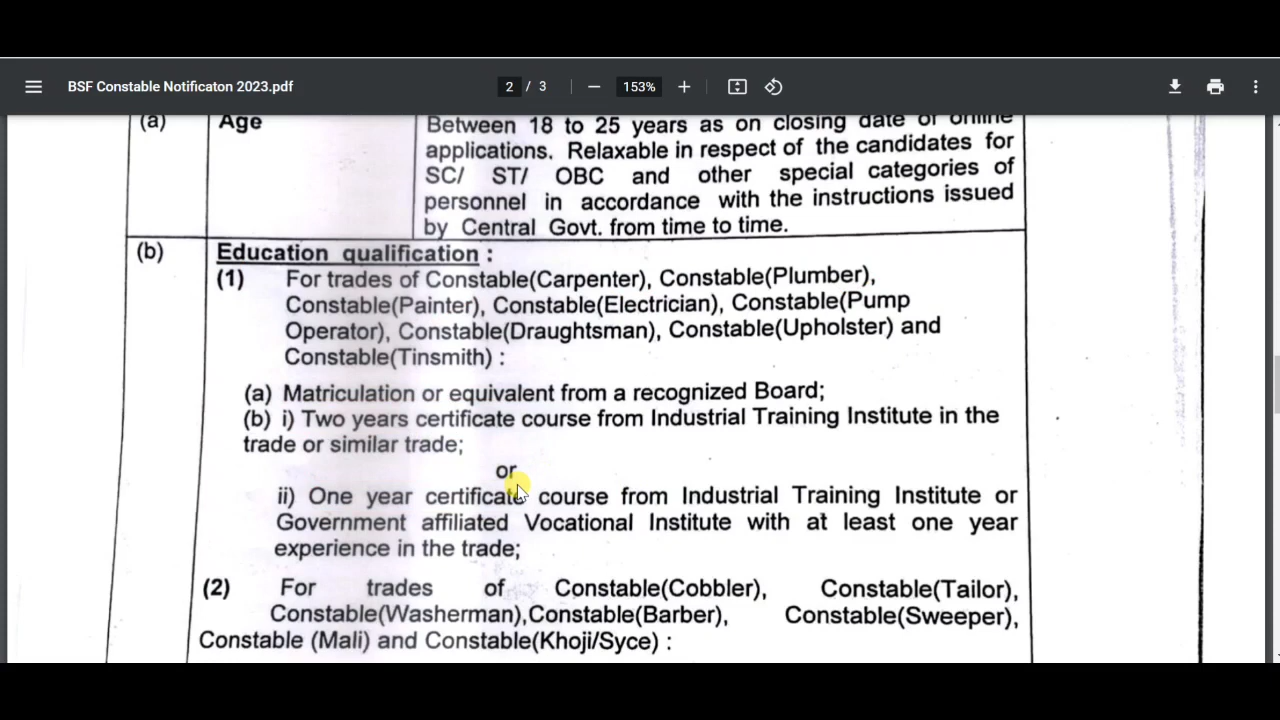 BSF Constable Notificaton 2023.pdf
2 / 3
153%
(a) Age Between 18 to 25 years as on closing date of online
applications. Relaxable in respect of the candidates for
SC/ ST/ OBC and other special categories of
personnel in accordance with the instructions issued
by Central Govt. from time to time.
(b) Education qualification :
(1) For trades of Constable(Carpenter), Constable(Plumber),
Constable(Painter), Constable(Electrician), Constable(Pump
Operator), Constable(Draughtsman), Constable(Upholster) and
Constable(Tinsmith) :
(a) Matriculation or equivalent from a recognized Board;
(b) i) Two years certificate course from Industrial Training Institute in the
trade or similar trade;
or
ii) One year certificate course from Industrial Training Institute or
Government affiliated Vocational Institute with at least one year
experience in the trade;
(2) For trades of Constable(Cobbler), Constable(Tailor),
Constable(Washerman),Constable(Barber), Constable(Sweeper),
Constable (Mali) and Constable(Khoji/Syce) :